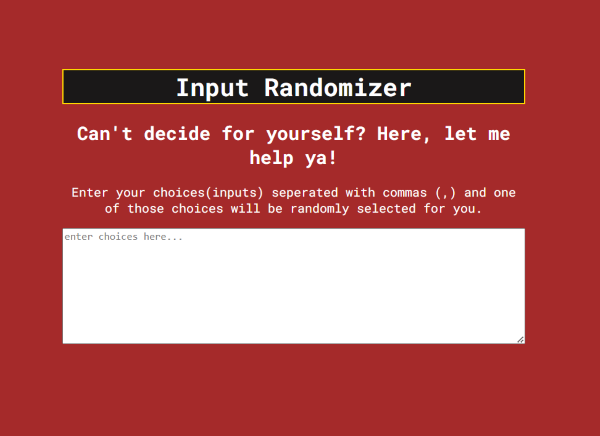 Input Randomizer
Can't decide for yourself? Here, let me
help ya!
Enter your choices(inputs) seperated with commas (,) and one
of those choices will be randomly selected for you.
enter choices here...